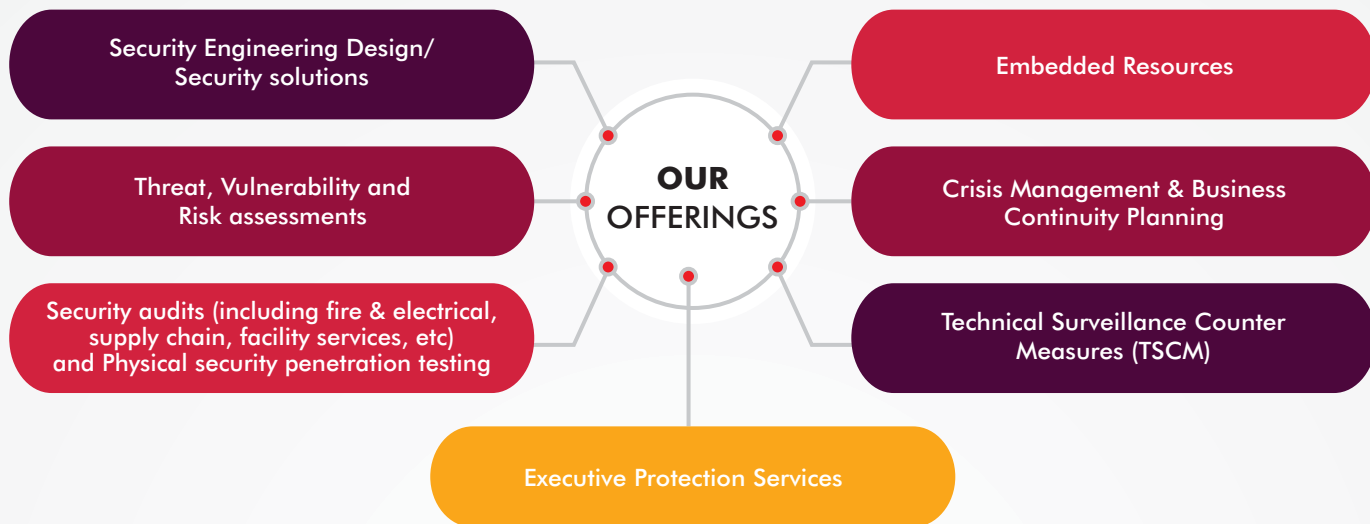 Security Engineering Design/
Security solutions
Threat, Vulnerability and
Risk assessments
Security audits (including fire & electrical,
supply chain, facility services, etc)
and Physical security penetration testing
OUR
OFFERINGS
Embedded Resources
Crisis Management & Business
Continuity Planning
Technical Surveillance Counter
Measures (TSCM)
Executive Protection Services